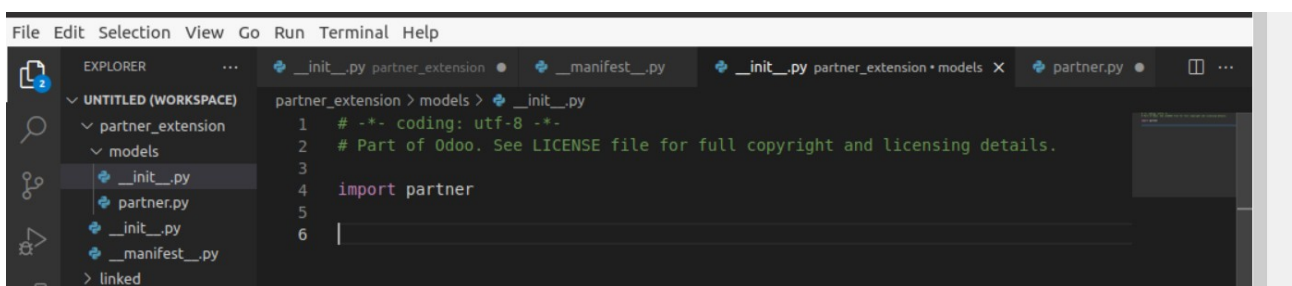 File Edit Selection View Go Run Terminal Help
2
EXPLORER ...
__init__.py partner_extension ● __manifest__.py __init__.py partner_extension • models X partner.py ● ...
UNTITLED (WORKSPACE)
partner_extension
models
__init__.py
partner.py
__init__.py
__manifest__.py
linked
partner_extension > models > __init__.py
1 # -*- coding: utf-8 -*-
2 # Part of Odoo. See LICENSE file for full copyright and licensing details.
3
4 import partner
5
6